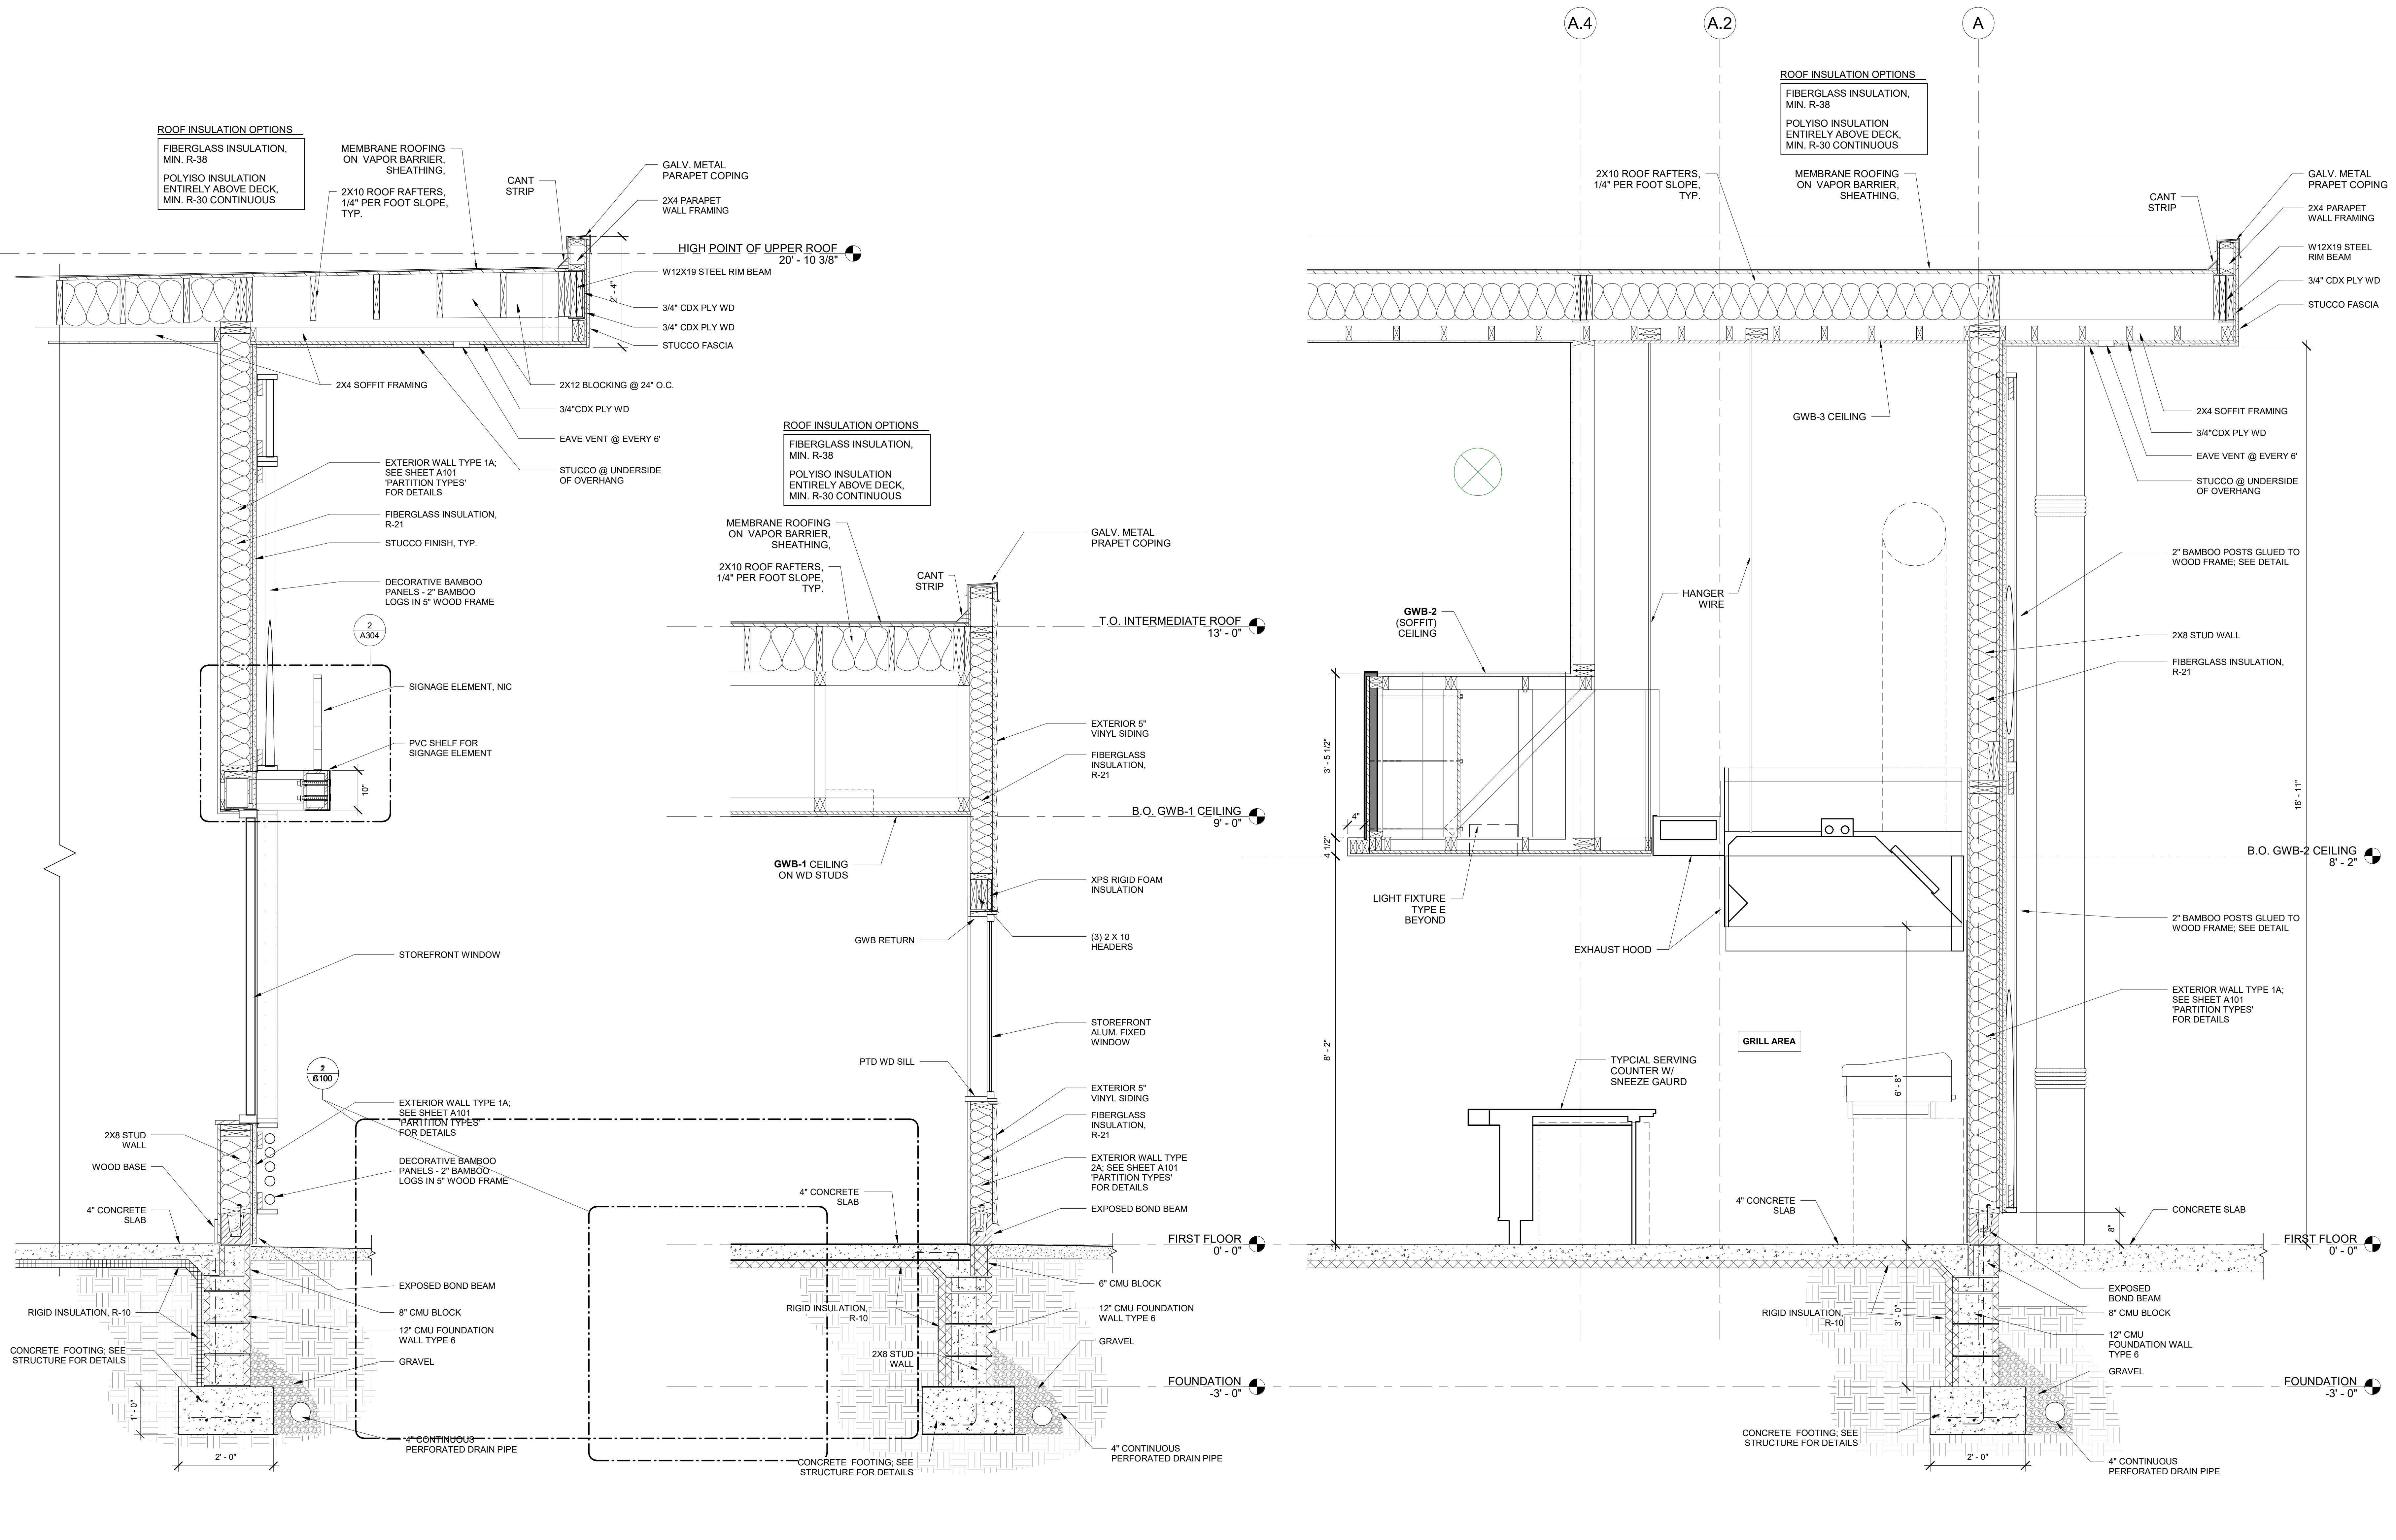 A.4
A.2
A
ROOF INSULATION OPTIONS
FIBERGLASS INSULATION,
MIN. R-38
POLYISO INSULATION
ENTIRELY ABOVE DECK,
MIN. R-30 CONTINUOUS
MEMBRANE ROOFING
ON VAPOR BARRIER,
SHEATHING,
2X10 ROOF RAFTERS,
1/4" PER FOOT SLOPE,
TYP.
CANT
STRIP
GALV. METAL
PARAPET COPING
2X4 PARAPET
WALL FRAMING
HIGH POINT OF UPPER ROOF
20' - 10 3/8"
W12X19 STEEL RIM BEAM
2' - 4"
3/4" CDX PLY WD
3/4" CDX PLY WD
STUCCO FASCIA
2X4 SOFFIT FRAMING
2X12 BLOCKING @ 24" O.C.
3/4"CDX PLY WD
EAVE VENT @ EVERY 6'
STUCCO @ UNDERSIDE
OF OVERHANG
EXTERIOR WALL TYPE 1A;
SEE SHEET A101
'PARTITION TYPES'
FOR DETAILS
FIBERGLASS INSULATION,
R-21
STUCCO FINISH, TYP.
DECORATIVE BAMBOO
PANELS - 2" BAMBOO
LOGS IN 5" WOOD FRAME
2
A304
SIGNAGE ELEMENT, NIC
PVC SHELF FOR
SIGNAGE ELEMENT
10"
STOREFRONT WINDOW
EXTERIOR WALL TYPE 1A;
SEE SHEET A101
'PARTITION TYPES'
FOR DETAILS
2X8 STUD
WALL
WOOD BASE
DECORATIVE BAMBOO
PANELS - 2" BAMBOO
LOGS IN 5" WOOD FRAME
4" CONCRETE
SLAB
EXPOSED BOND BEAM
RIGID INSULATION, R-10
8" CMU BLOCK
12" CMU FOUNDATION
WALL TYPE 6
CONCRETE FOOTING; SEE
STRUCTURE FOR DETAILS
GRAVEL
1' - 0"
4" CONTINUOUS
PERFORATED DRAIN PIPE
2' - 0"
ROOF INSULATION OPTIONS
FIBERGLASS INSULATION,
MIN. R-38
POLYISO INSULATION
ENTIRELY ABOVE DECK,
MIN. R-30 CONTINUOUS
MEMBRANE ROOFING
ON VAPOR BARRIER,
SHEATHING,
2X10 ROOF RAFTERS,
1/4" PER FOOT SLOPE,
TYP.
CANT
STRIP
GALV. METAL
PRAPET COPING
T.O. INTERMEDIATE ROOF
13' - 0"
EXTERIOR 5"
VINYL SIDING
FIBERGLASS
INSULATION,
R-21
B.O. GWB-1 CEILING
9' - 0"
GWB-1 CEILING
ON WD STUDS
XPS RIGID FOAM
INSULATION
GWB RETURN
(3) 2 X 10
HEADERS
STOREFRONT
ALUM. FIXED
WINDOW
PTD WD SILL
EXTERIOR 5"
VINYL SIDING
FIBERGLASS
INSULATION,
R-21
EXTERIOR WALL TYPE
2A; SEE SHEET A101
'PARTITION TYPES'
FOR DETAILS
4" CONCRETE
SLAB
EXPOSED BOND BEAM
FIRST FLOOR
0' - 0"
6" CMU BLOCK
RIGID INSULATION,
R-10
12" CMU FOUNDATION
WALL TYPE 6
GRAVEL
2X8 STUD
WALL
FOUNDATION
-3' - 0"
4" CONTINUOUS
PERFORATED DRAIN PIPE
CONCRETE FOOTING; SEE
STRUCTURE FOR DETAILS
ROOF INSULATION OPTIONS
FIBERGLASS INSULATION,
MIN. R-38
POLYISO INSULATION
ENTIRELY ABOVE DECK,
MIN. R-30 CONTINUOUS
2X10 ROOF RAFTERS,
1/4" PER FOOT SLOPE,
TYP.
MEMBRANE ROOFING
ON VAPOR BARRIER,
SHEATHING,
CANT
STRIP
GALV. METAL
PRAPET COPING
2X4 PARAPET
WALL FRAMING
W12X19 STEEL
RIM BEAM
3/4" CDX PLY WD
STUCCO FASCIA
GWB-3 CEILING
2X4 SOFFIT FRAMING
3/4"CDX PLY WD
EAVE VENT @ EVERY 6'
STUCCO @ UNDERSIDE
OF OVERHANG
2" BAMBOO POSTS GLUED TO
WOOD FRAME; SEE DETAIL
HANGER
WIRE
GWB-2
(SOFFIT)
CEILING
2X8 STUD WALL
FIBERGLASS INSULATION,
R-21
3' - 5 1/2"
4"
4 1/2"
18' - 11"
B.O. GWB-2 CEILING
8' - 2"
LIGHT FIXTURE
TYPE E
BEYOND
EXHAUST HOOD
2" BAMBOO POSTS GLUED TO
WOOD FRAME; SEE DETAIL
EXTERIOR WALL TYPE 1A;
SEE SHEET A101
'PARTITION TYPES'
FOR DETAILS
8' - 2"
GRILL AREA
TYPCIAL SERVING
COUNTER W/
SNEEZE GAURD
6' - 8"
4" CONCRETE
SLAB
8"
CONCRETE SLAB
FIRST FLOOR
0' - 0"
EXPOSED
BOND BEAM
RIGID INSULATION,
R-10
3' - 0"
8" CMU BLOCK
12" CMU
FOUNDATION WALL
TYPE 6
GRAVEL
FOUNDATION
-3' - 0"
CONCRETE FOOTING; SEE
STRUCTURE FOR DETAILS
2' - 0"
4" CONTINUOUS
PERFORATED DRAIN PIPE